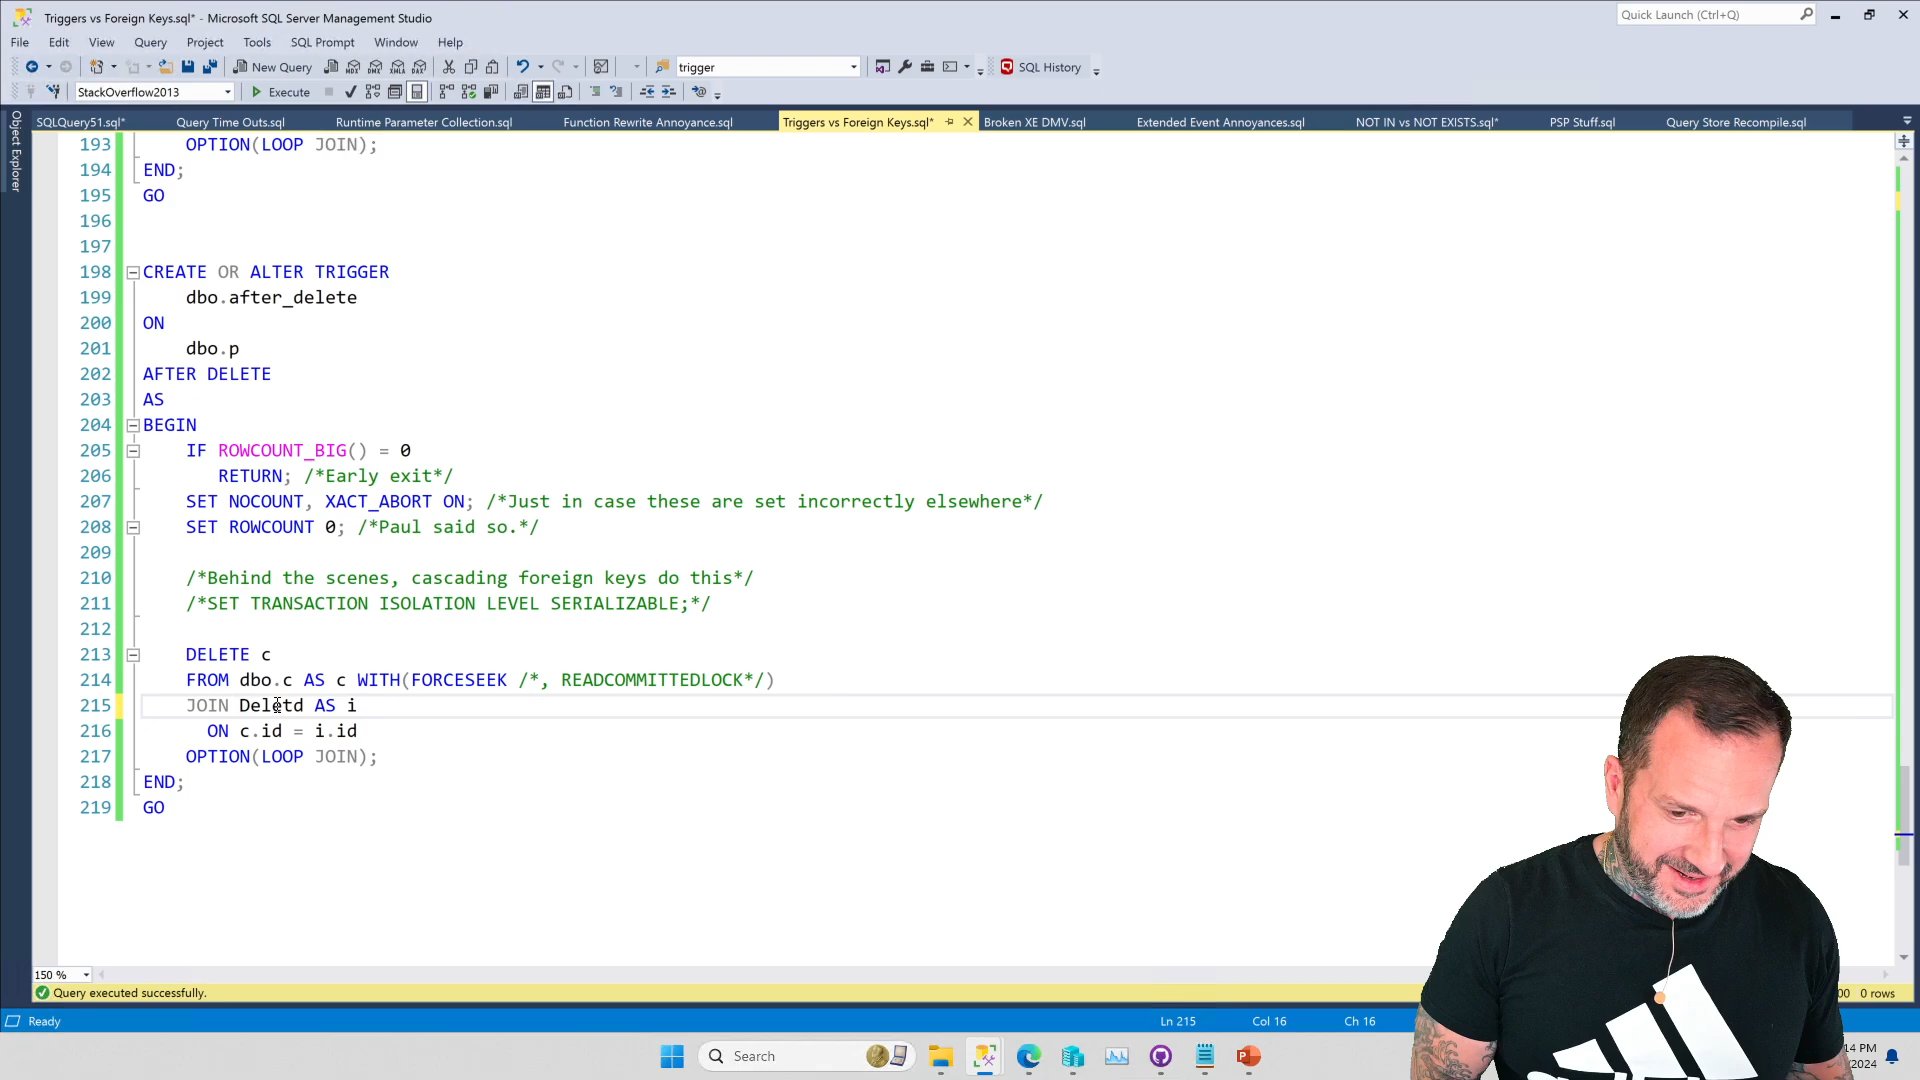 Triggers vs Foreign Keys.sql* - Microsoft SQL Server Management Studio
Quick Launch (Ctrl+Q)
File Edit View Query Project Tools SQL Prompt Window Help
New Query MDX DMX XMLA DAX trigger SQL History
StackOverflow2013 Execute
SQLQuery51.sql* Query Time Outs.sql Runtime Parameter Collection.sql Function Rewrite Annoyance.sql Triggers vs Foreign Keys.sql* Broken XE DMV.sql Extended Event Annoyances.sql NOT IN vs NOT EXISTS.sql* PSP Stuff.sql Query Store Recompile.sql
Object Explorer
193 OPTION(LOOP JOIN);
194 END;
195 GO
196
197
198 CREATE OR ALTER TRIGGER
199 dbo.after_delete
200 ON
201 dbo.p
202 AFTER DELETE
203 AS
204 BEGIN
205 IF ROWCOUNT_BIG() = 0
206 RETURN; /*Early exit*/
207 SET NOCOUNT, XACT_ABORT ON; /*Just in case these are set incorrectly elsewhere*/
208 SET ROWCOUNT 0; /*Paul said so.*/
209
210 /*Behind the scenes, cascading foreign keys do this*/
211 /*SET TRANSACTION ISOLATION LEVEL SERIALIZABLE;*/
212
213 DELETE c
214 FROM dbo.c AS c WITH(FORCESEEK /*, READCOMMITTEDLOCK*/)
215 JOIN Deletd AS i
216 ON c.id = i.id
217 OPTION(LOOP JOIN);
218 END;
219 GO
150 %
Query executed successfully. 00 0 rows
Ready Ln 215 Col 16 Ch 16
Search
14 PM
/2024